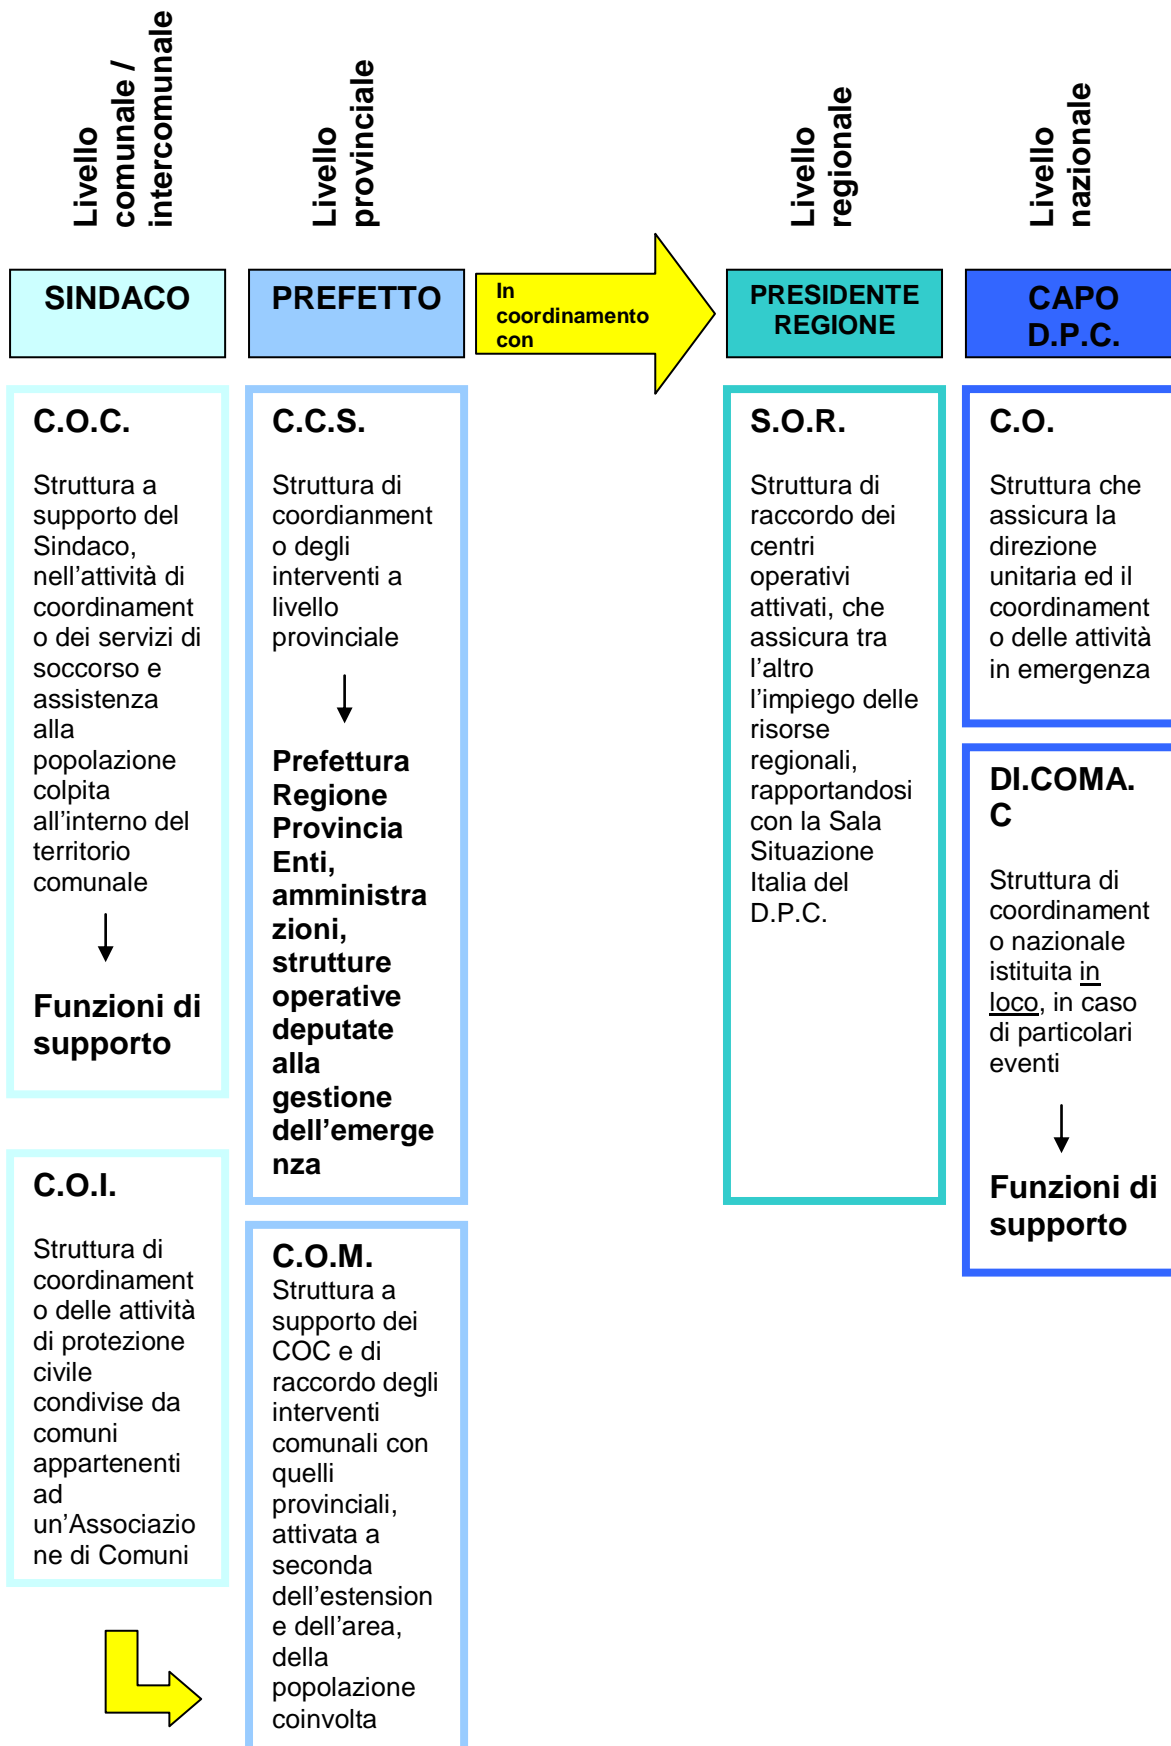 Livello
comunale /
intercomunale
Livello
provinciale
Livello
regionale
Livello
nazionale
SINDACO
PREFETTO
In
coordinamento
con
PRESIDENTE
REGIONE
CAPO
D.P.C.
C.O.C.
Struttura a
supporto del
Sindaco,
nell’attività di
coordinament
o dei servizi di
soccorso e
assistenza
alla
popolazione
colpita
all’interno del
territorio
comunale
Funzioni di
supporto
C.O.I.
Struttura di
coordinament
o delle attività
di protezione
civile
condivise da
comuni
appartenenti
ad
un’Associazio
ne di Comuni
C.C.S.
Struttura di
coordianment
o degli
interventi a
livello
provinciale
Prefettura
Regione
Provincia
Enti,
amministra
zioni,
strutture
operative
deputate
alla
gestione
dell’emerge
nza
C.O.M.
Struttura a
supporto dei
COC e di
raccordo degli
interventi
comunali con
quelli
provinciali,
attivata a
seconda
dell’estension
e dell’area,
della
popolazione
coinvolta
S.O.R.
Struttura di
raccordo dei
centri
operativi
attivati, che
assicura tra
l’altro
l’impiego delle
risorse
regionali,
rapportandosi
con la Sala
Situazione
Italia del
D.P.C.
C.O.
Struttura che
assicura la
direzione
unitaria ed il
coordinament
o delle attività
in emergenza
DI.COMA.
C
Struttura di
coordinament
o nazionale
istituita in
loco, in caso
di particolari
eventi
Funzioni di
supporto